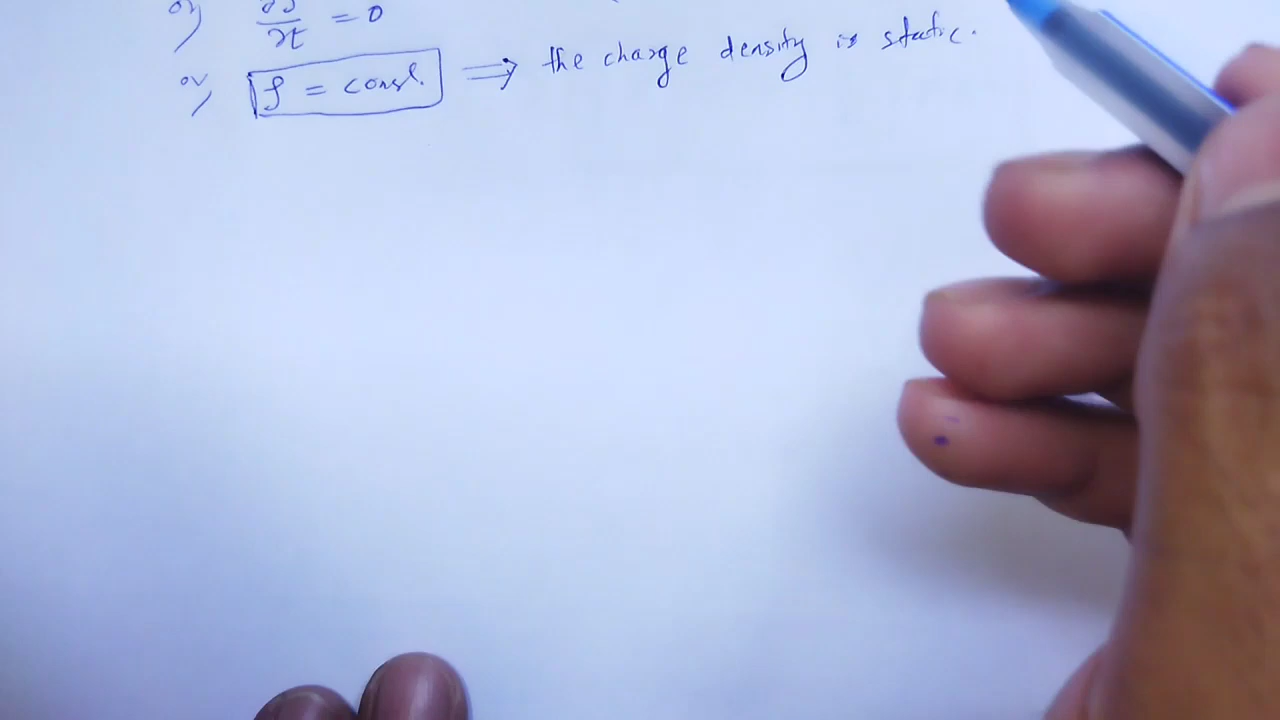 or) ∂ρ/∂t = 0
or) ρ = const. ⟹ the charge density is static.